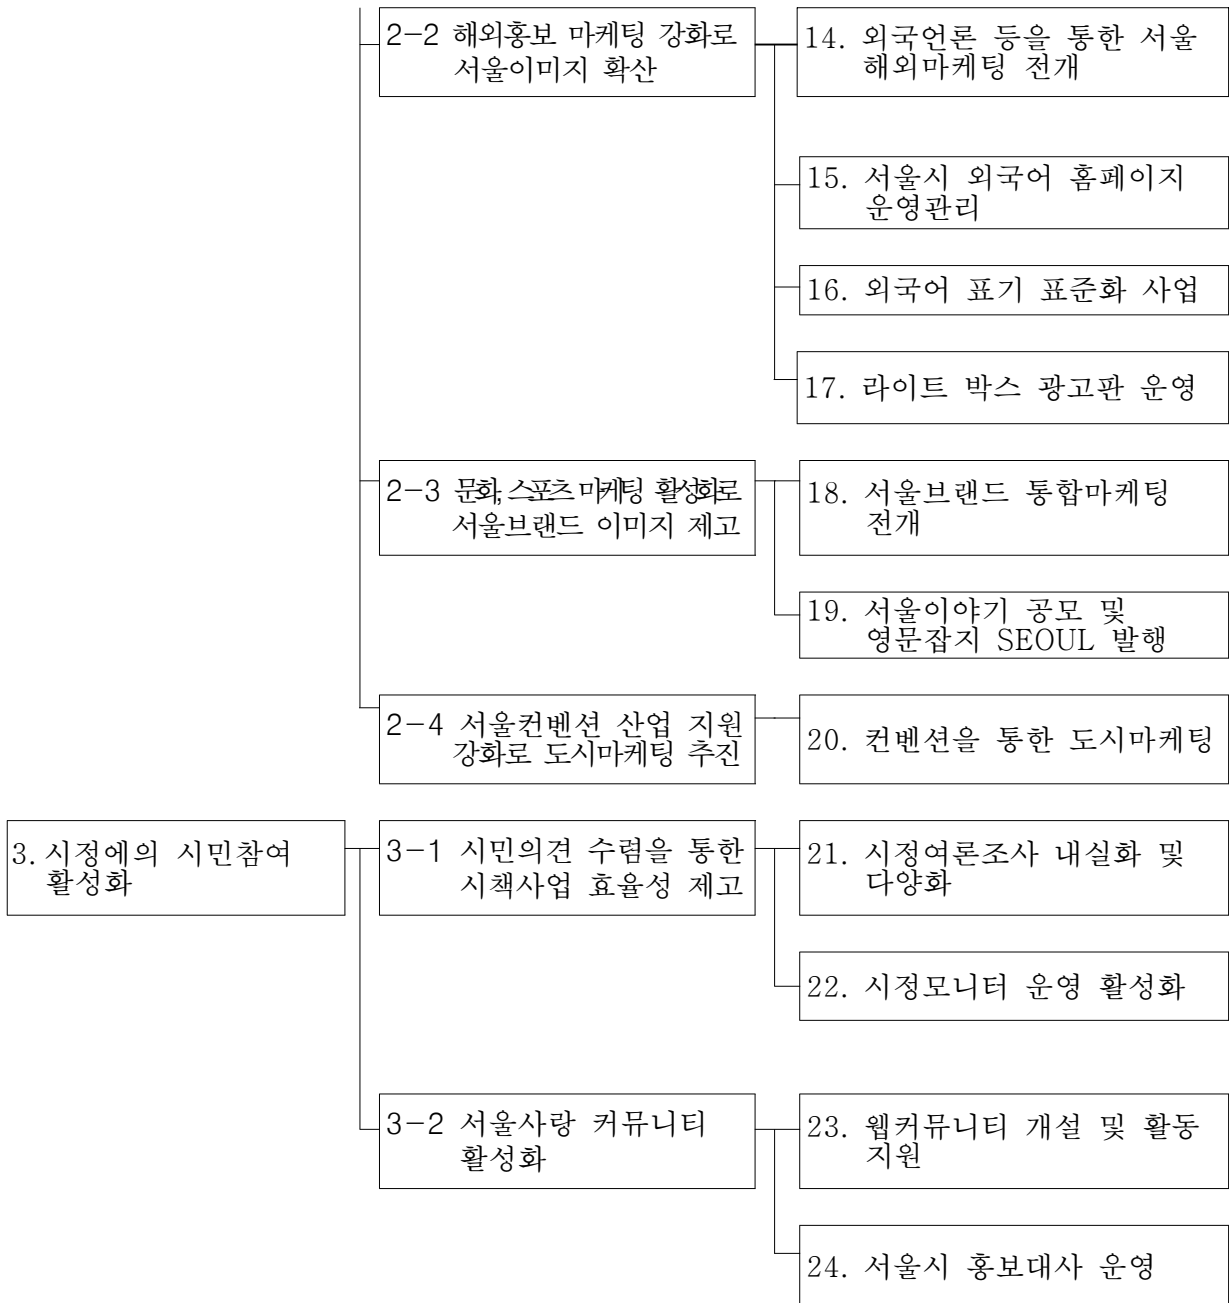 2-2 해외홍보 마케팅 강화로
서울이미지 확산
14. 외국언론 등을 통한 서울
해외마케팅 전개
15. 서울시 외국어 홈페이지
운영관리
16. 외국어 표기 표준화 사업
17. 라이트 박스 광고판 운영
2-3 문화,스포츠 마케팅 활성화로
서울브랜드 이미지 제고
18. 서울브랜드 통합마케팅
전개
19. 서울이야기 공모 및
영문잡지 SEOUL 발행
2-4 서울컨벤션 산업 지원
강화로 도시마케팅 추진
20. 컨벤션을 통한 도시마케팅
3. 시정에의 시민참여
활성화
3-1 시민의견 수렴을 통한
시책사업 효율성 제고
21. 시정여론조사 내실화 및
다양화
22. 시정모니터 운영 활성화
3-2 서울사랑 커뮤니티
활성화
23. 웹커뮤니티 개설 및 활동
지원
24. 서울시 홍보대사 운영